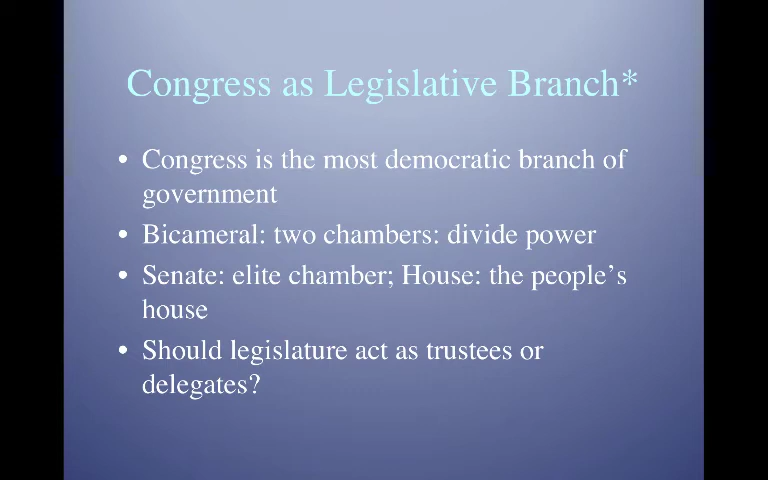 Congress as Legislative Branch*
• Congress is the most democratic branch of
government
• Bicameral: two chambers: divide power
• Senate: elite chamber; House: the people’s
house
• Should legislature act as trustees or
delegates?